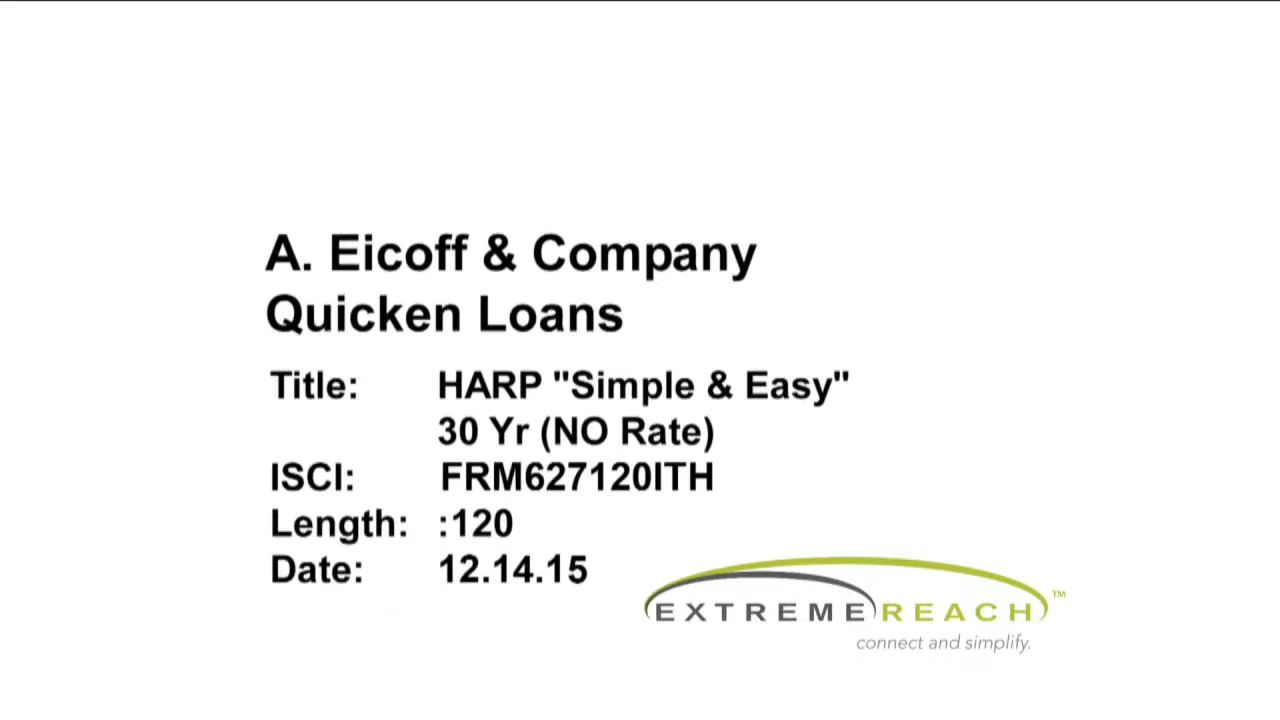 A. Eicoff & Company
Quicken Loans
Title: HARP "Simple & Easy"
30 Yr (NO Rate)
ISCI: FRM627120ITH
Length: :120
Date: 12.14.15
EXTREMEREACH™
connect and simplify.